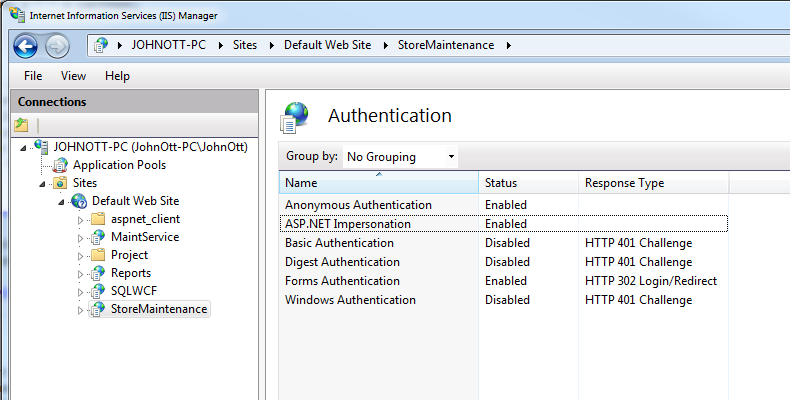 Internet Information Services (IIS) Manager
JOHNOTT-PC Sites Default Web Site StoreMaintenance
File View Help
Connections
JOHNOTT-PC (JohnOtt-PC\JohnOtt)
Application Pools
Sites
Default Web Site
aspnet_client
MaintService
Project
Reports
SQLWCF
StoreMaintenance
Authentication
Group by: No Grouping
Name Status Response Type
Anonymous Authentication Enabled
ASP.NET Impersonation Enabled
Basic Authentication Disabled HTTP 401 Challenge
Digest Authentication Disabled HTTP 401 Challenge
Forms Authentication Enabled HTTP 302 Login/Redirect
Windows Authentication Disabled HTTP 401 Challenge